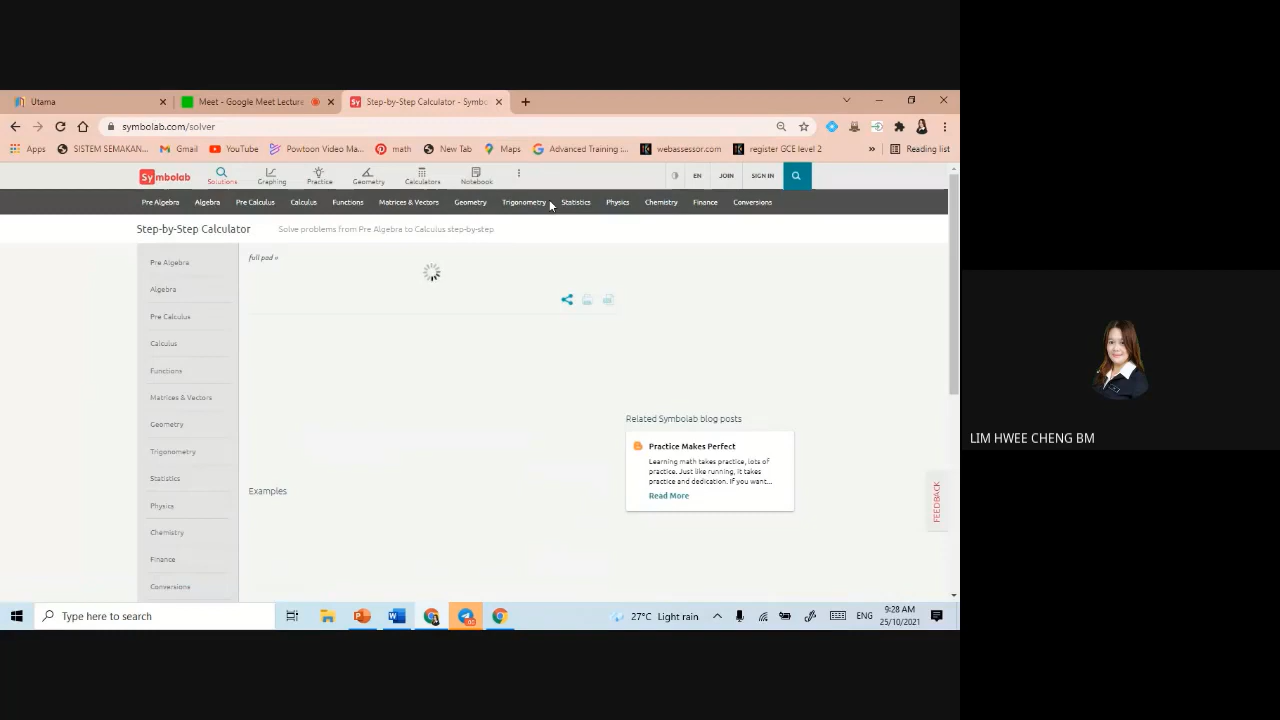 Utama
Meet - Google Meet Lecture
Step-by-Step Calculator - Symbo
symbolab.com/solver
Apps
SISTEM SEMAKAN...
Gmail
YouTube
Powtoon Video Ma...
math
New Tab
Maps
Advanced Training :...
webassessor.com
register GCE level 2
»
Reading list
Symbolab
Solutions
Graphing
Practice
Geometry
Calculators
Notebook
EN
JOIN
SIGN IN
Pre Algebra
Algebra
Pre Calculus
Calculus
Functions
Matrices & Vectors
Geometry
Trigonometry
Statistics
Physics
Chemistry
Finance
Conversions
Step-by-Step Calculator
Solve problems from Pre Algebra to Calculus step-by-step
Pre Algebra
Algebra
Pre Calculus
Calculus
Functions
Matrices & Vectors
Geometry
Trigonometry
Statistics
Physics
Chemistry
Finance
Conversions
full pad »
Examples
Related Symbolab blog posts
Practice Makes Perfect
Learning math takes practice, lots of
practice. Just like running, it takes
practice and dedication. If you want...
Read More
FEEDBACK
LIM HWEE CHENG BM
Type here to search
27°C Light rain
ENG
9:28 AM
25/10/2021